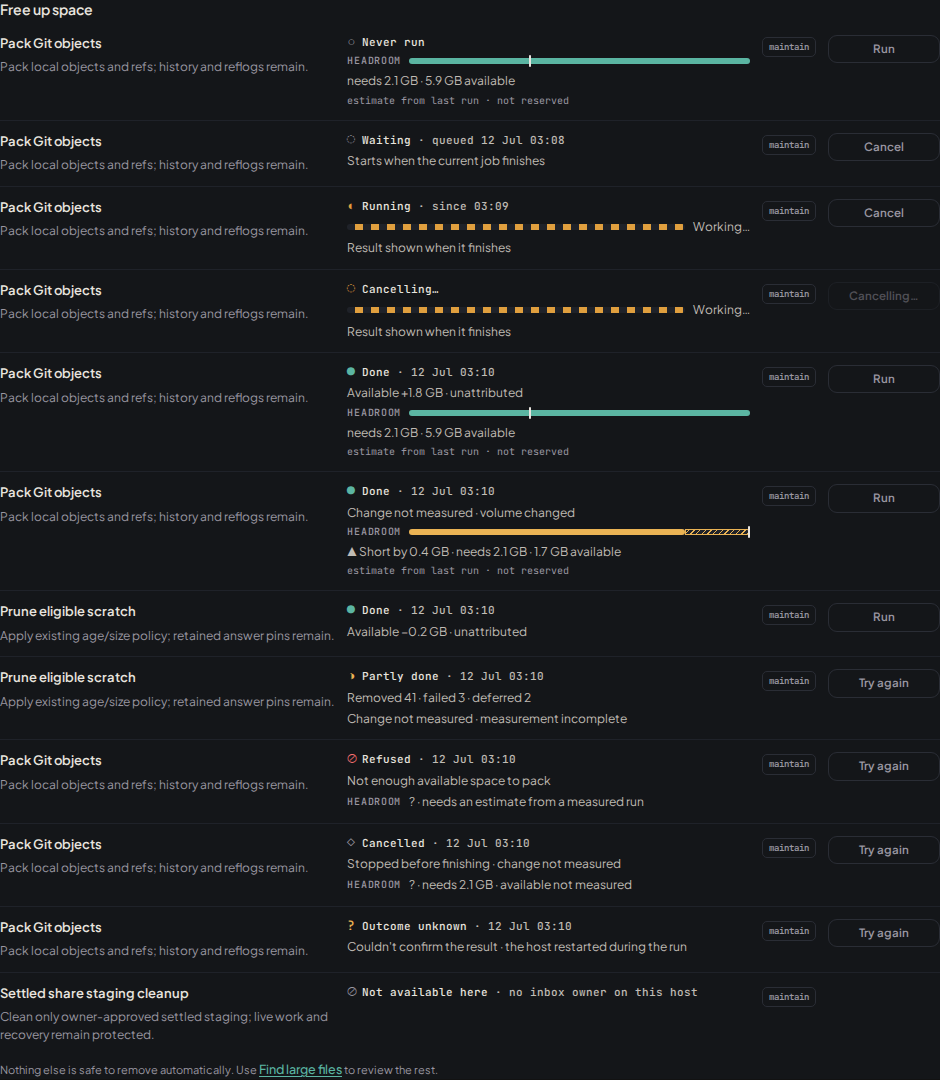 Free up space
Pack Git objects
Pack local objects and refs; history and reflogs remain.
Never run
HEADROOM
needs 2.1 GB · 5.9 GB available
estimate from last run · not reserved
maintain
Run
Pack Git objects
Pack local objects and refs; history and reflogs remain.
Waiting · queued 12 Jul 03:08
Starts when the current job finishes
maintain
Cancel
Pack Git objects
Pack local objects and refs; history and reflogs remain.
Running · since 03:09
Working…
Result shown when it finishes
maintain
Cancel
Pack Git objects
Pack local objects and refs; history and reflogs remain.
Cancelling…
Working…
Result shown when it finishes
maintain
Cancelling…
Pack Git objects
Pack local objects and refs; history and reflogs remain.
Done · 12 Jul 03:10
Available +1.8 GB · unattributed
HEADROOM
needs 2.1 GB · 5.9 GB available
estimate from last run · not reserved
maintain
Run
Pack Git objects
Pack local objects and refs; history and reflogs remain.
Done · 12 Jul 03:10
Change not measured · volume changed
HEADROOM
▲ Short by 0.4 GB · needs 2.1 GB · 1.7 GB available
estimate from last run · not reserved
maintain
Run
Prune eligible scratch
Apply existing age/size policy; retained answer pins remain.
Done · 12 Jul 03:10
Available −0.2 GB · unattributed
maintain
Run
Prune eligible scratch
Apply existing age/size policy; retained answer pins remain.
Partly done · 12 Jul 03:10
Removed 41 · failed 3 · deferred 2
Change not measured · measurement incomplete
maintain
Try again
Pack Git objects
Pack local objects and refs; history and reflogs remain.
Refused · 12 Jul 03:10
Not enough available space to pack
HEADROOM ? · needs an estimate from a measured run
maintain
Try again
Pack Git objects
Pack local objects and refs; history and reflogs remain.
Cancelled · 12 Jul 03:10
Stopped before finishing · change not measured
HEADROOM ? · needs 2.1 GB · available not measured
maintain
Try again
Pack Git objects
Pack local objects and refs; history and reflogs remain.
? Outcome unknown · 12 Jul 03:10
Couldn't confirm the result · the host restarted during the run
maintain
Try again
Settled share staging cleanup
Clean only owner-approved settled staging; live work and
recovery remain protected.
Not available here · no inbox owner on this host
maintain
Nothing else is safe to remove automatically. Use Find large files to review the rest.